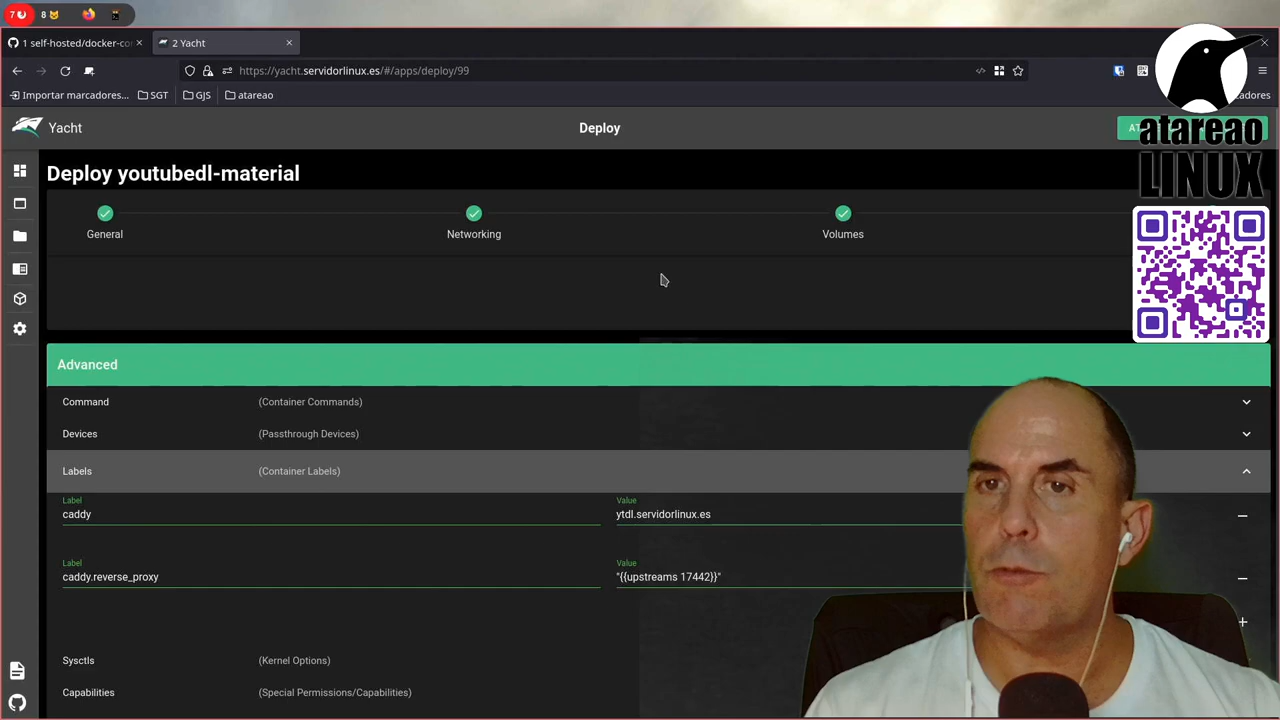 7
8
1 self-hosted/docker-co
2 Yacht
https://yacht.servidorlinux.es/#/apps/deploy/99
Importar marcadores...
SGT
GJS
atareao
Yacht
Deploy
atareao
LINUX
Deploy youtubedl-material
General
Networking
Volumes
Advanced
Command
(Container Commands)
Devices
(Passthrough Devices)
Labels
(Container Labels)
Label
Value
caddy
ytdl.servidorlinux.es
Label
Value
caddy.reverse_proxy
"{{upstreams 17442}}"
Sysctls
(Kernel Options)
Capabilities
(Special Permissions/Capabilities)